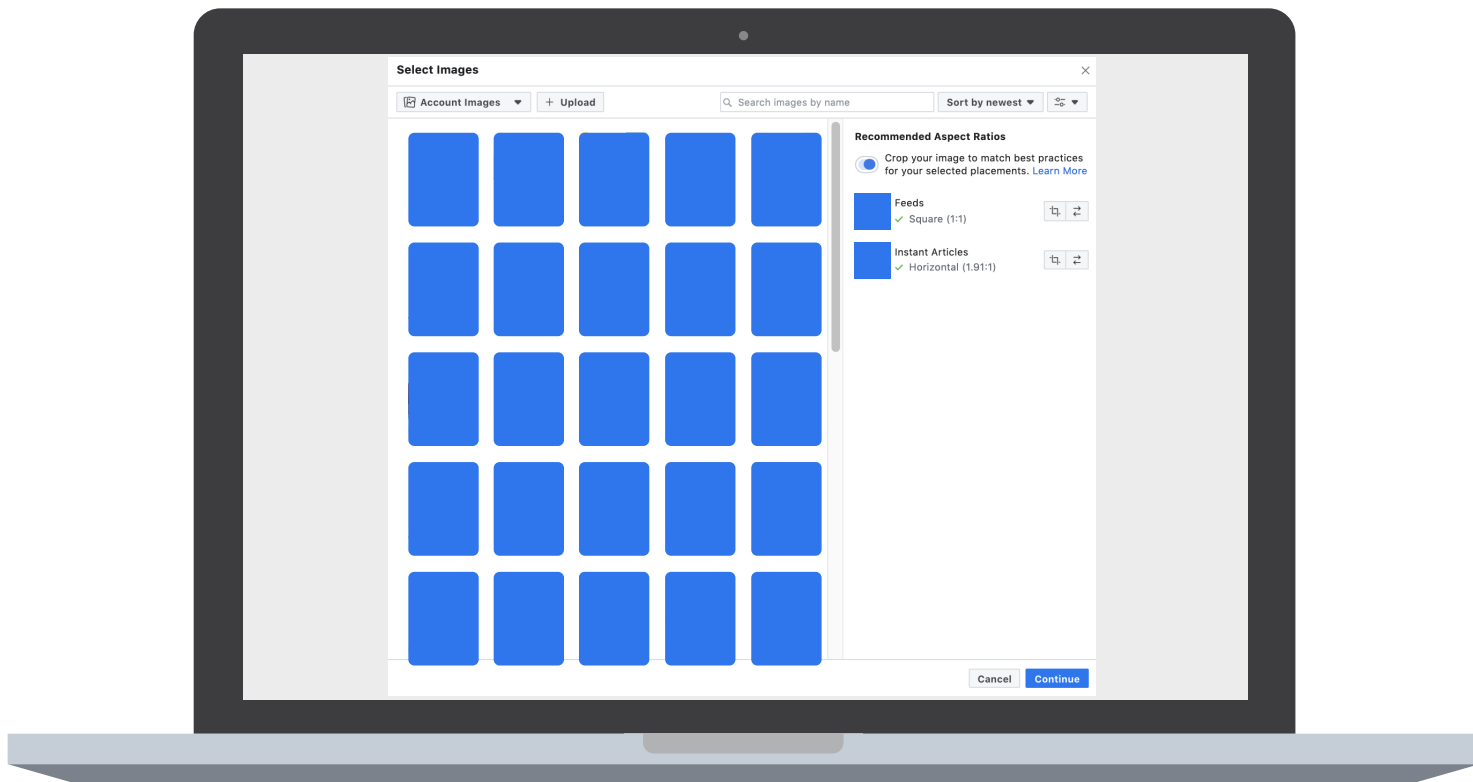 Select Images
Account Images
+ Upload
Search images by name
Sort by newest
Recommended Aspect Ratios
Crop your image to match best practices
for your selected placements. Learn More
Feeds
Square (1:1)
Instant Articles
Horizontal (1.91:1)
Cancel
Continue